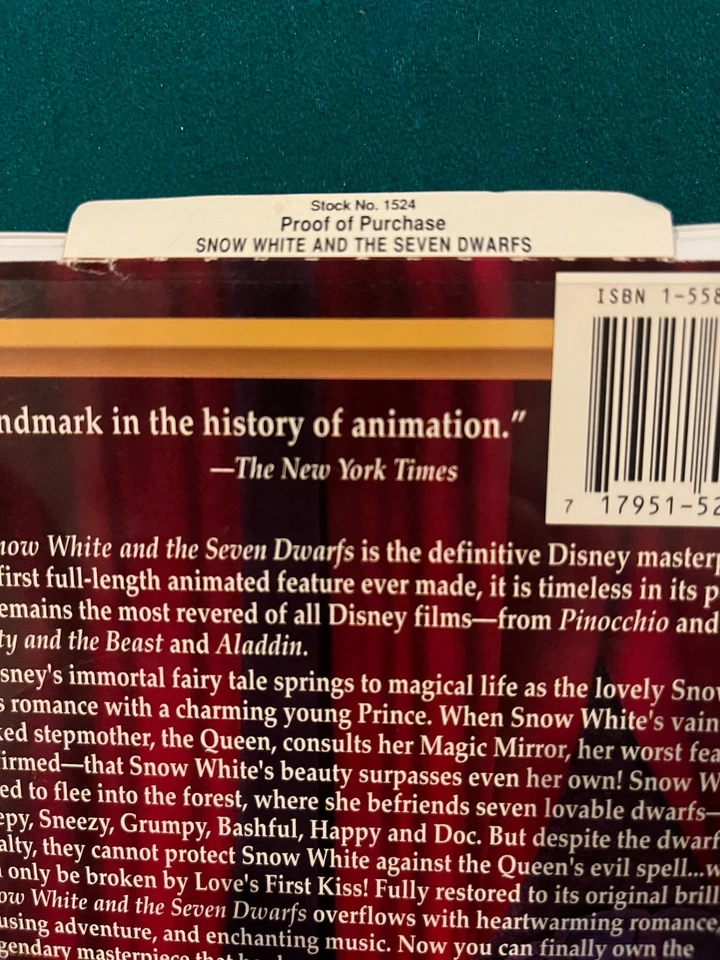 Stock No. 1524
Proof of Purchase
SNOW WHITE AND THE SEVEN DWARFS
ISBN 1-558
ndmark in the history of animation."
—The New York Times
7 17951-52
now White and the Seven Dwarfs is the definitive Disney masterp
first full-length animated feature ever made, it is timeless in its p
emains the most revered of all Disney films—from Pinocchio and
ty and the Beast and Aladdin.
sney's immortal fairy tale springs to magical life as the lovely Snov
s romance with a charming young Prince. When Snow White's vain
ked stepmother, the Queen, consults her Magic Mirror, her worst fea
firmed—that Snow White's beauty surpasses even her own! Snow W
ed to flee into the forest, where she befriends seven lovable dwarfs—
epy, Sneezy, Grumpy, Bashful, Happy and Doc. But despite the dwarf
alty, they cannot protect Snow White against the Queen's evil spell...w
only be broken by Love's First Kiss! Fully restored to its original brill
ow White and the Seven Dwarfs overflows with heartwarming romance,
using adventure, and enchanting music. Now you can finally own the
gendary masterpiece that